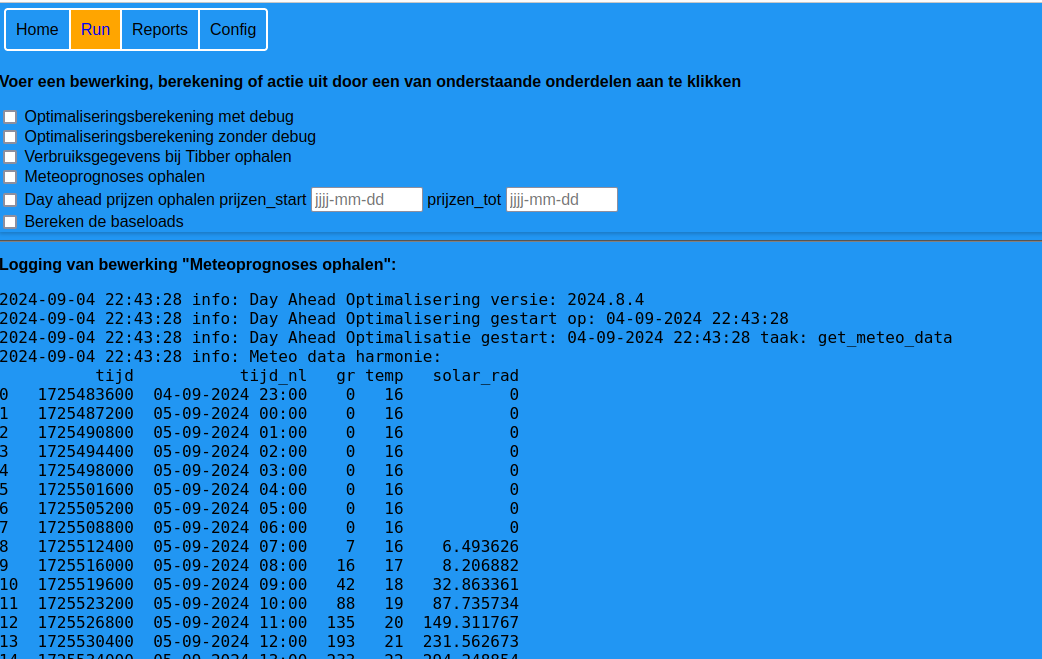 Home Run Reports Config
Voer een bewerking, berekening of actie uit door een van onderstaande onderdelen aan te klikken
Optimaliseringsberekening met debug
Optimaliseringsberekening zonder debug
Verbruiksgegevens bij Tibber ophalen
Meteoprognoses ophalen
Day ahead prijzen ophalen prijzen_start jjjj-mm-dd prijzen_tot jjjj-mm-dd
Bereken de baseloads
Logging van bewerking "Meteoprognoses ophalen":
2024-09-04 22:43:28 info: Day Ahead Optimalisering versie: 2024.8.4
2024-09-04 22:43:28 info: Day Ahead Optimalisering gestart op: 04-09-2024 22:43:28
2024-09-04 22:43:28 info: Day Ahead Optimalisatie gestart: 04-09-2024 22:43:28 taak: get_meteo_data
2024-09-04 22:43:28 info: Meteo data harmonie:
tijd tijd_nl gr temp solar_rad
0 1725483600 04-09-2024 23:00 0 16 0
1 1725487200 05-09-2024 00:00 0 16 0
2 1725490800 05-09-2024 01:00 0 16 0
3 1725494400 05-09-2024 02:00 0 16 0
4 1725498000 05-09-2024 03:00 0 16 0
5 1725501600 05-09-2024 04:00 0 16 0
6 1725505200 05-09-2024 05:00 0 16 0
7 1725508800 05-09-2024 06:00 0 16 0
8 1725512400 05-09-2024 07:00 7 16 6.493626
9 1725516000 05-09-2024 08:00 16 17 8.206882
10 1725519600 05-09-2024 09:00 42 18 32.863361
11 1725523200 05-09-2024 10:00 88 19 87.735734
12 1725526800 05-09-2024 11:00 135 20 149.311767
13 1725530400 05-09-2024 12:00 193 21 231.562673